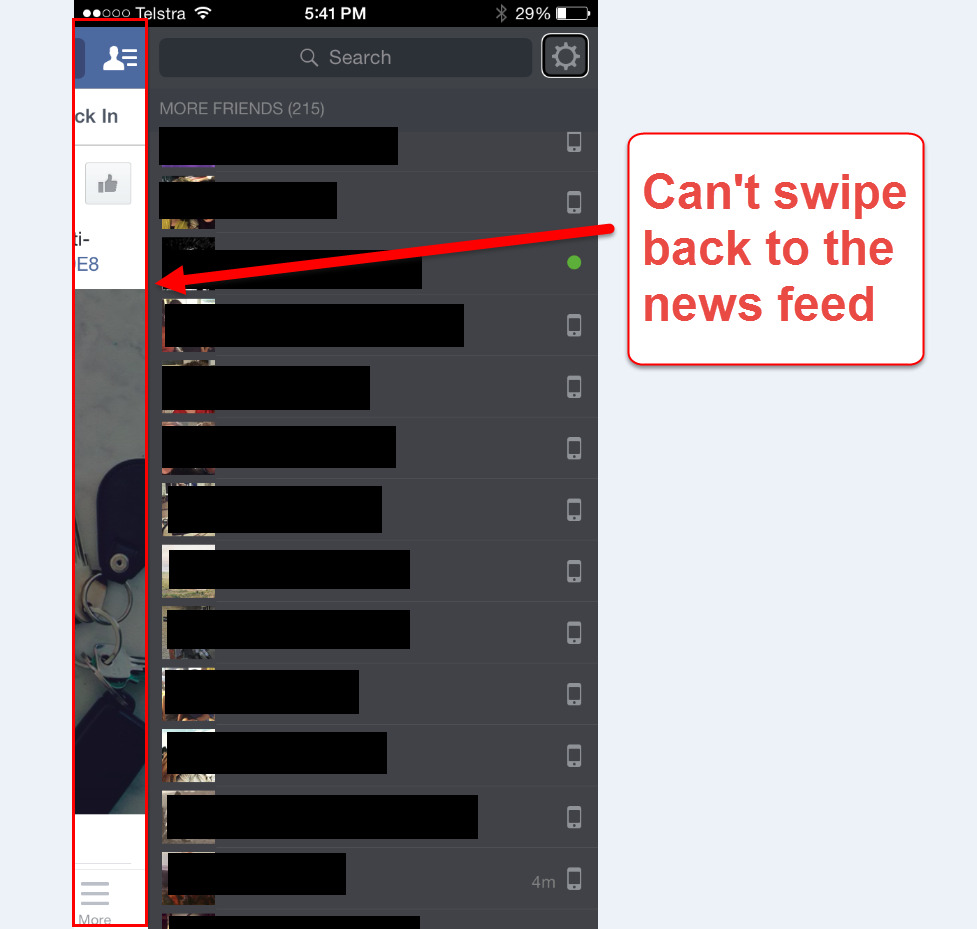 Telstra 5:41 PM 29%
Search
MORE FRIENDS (215)
ck In
ti-
E8
Can't swipe
back to the
news feed
4m
More